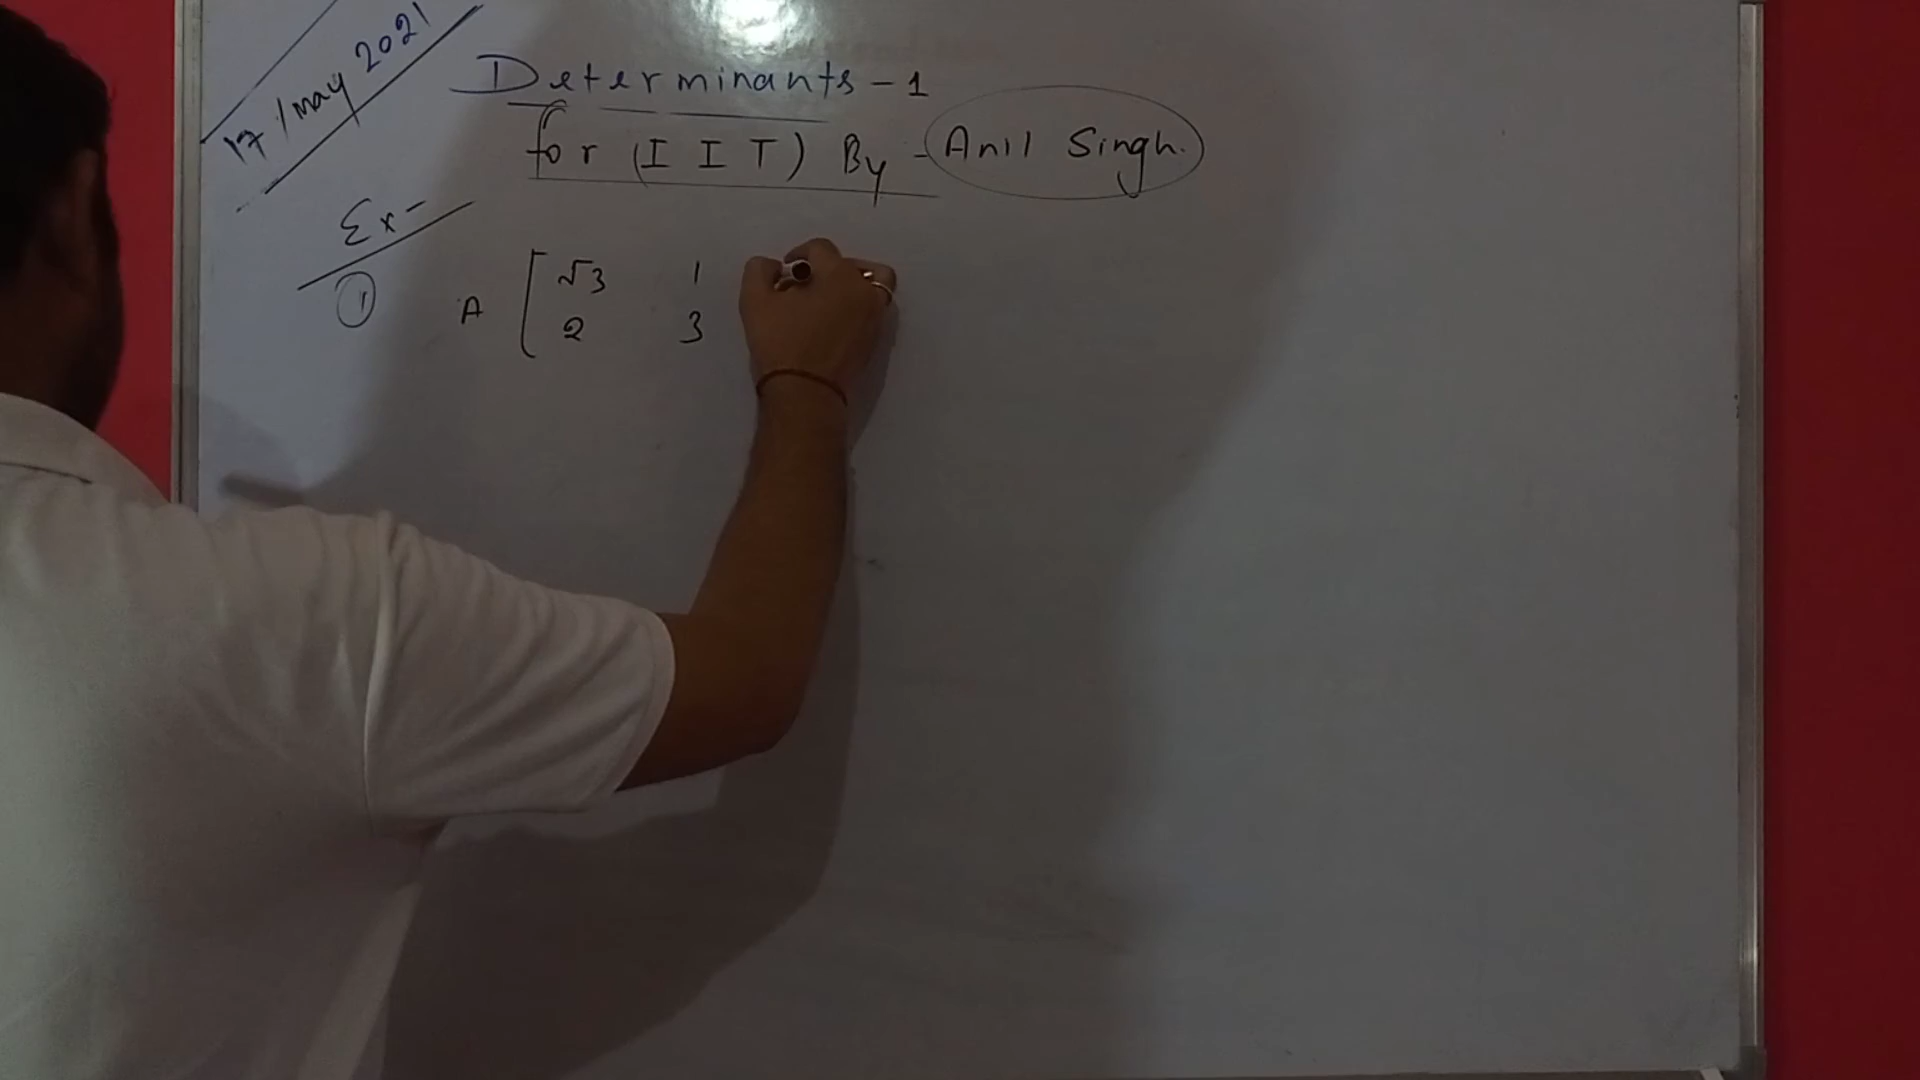 17/May 2021
Determinants-1
for (IIT) By - Anil Singh.
Ex-
① A [ √3 1
2 3